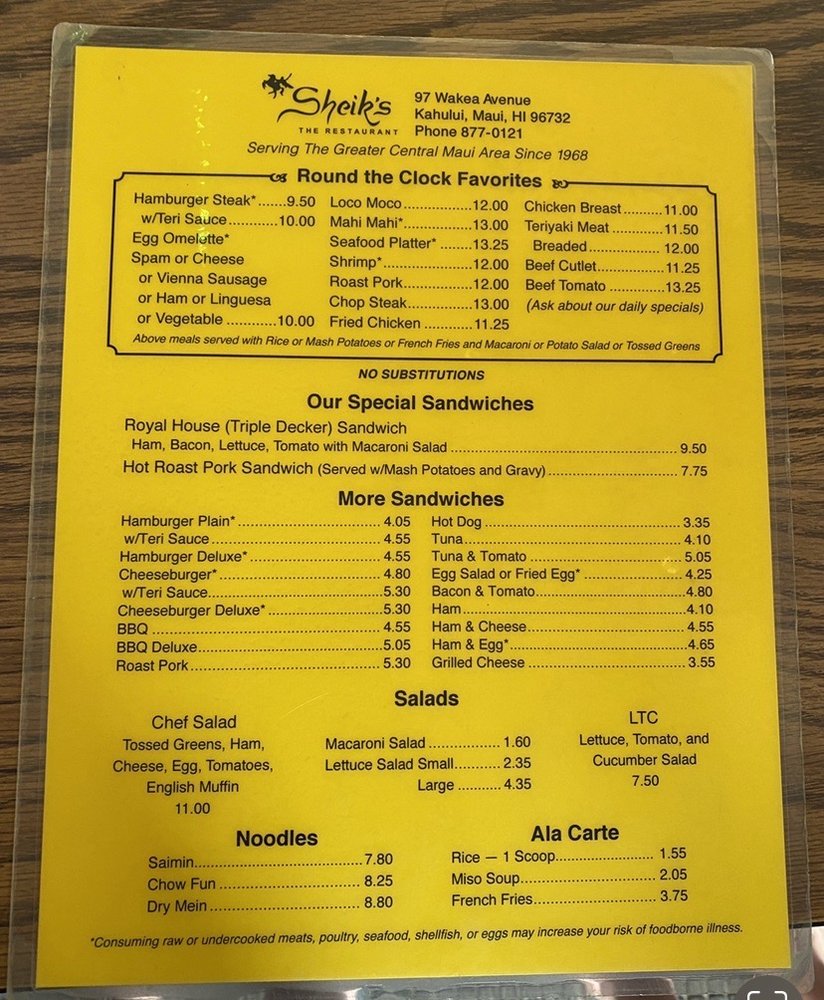 Sheik's
THE RESTAURANT
97 Wakea Avenue
Kahului, Maui, HI 96732
Phone 877-0121
Serving The Greater Central Maui Area Since 1968
Round the Clock Favorites
Hamburger Steak* ....... 9.50
w/Teri Sauce ............ 10.00
Egg Omelette*
Spam or Cheese
or Vienna Sausage
or Ham or Linguesa
or Vegetable ............ 10.00
Loco Moco ............... 12.00
Mahi Mahi* ............... 13.00
Seafood Platter* ....... 13.25
Shrimp* ............... 12.00
Roast Pork ............... 12.00
Chop Steak ............... 13.00
Fried Chicken ............ 11.25
Chicken Breast ......... 11.00
Teriyaki Meat ............ 11.50
Breaded ............... 12.00
Beef Cutlet ............... 11.25
Beef Tomato ............ 13.25
(Ask about our daily specials)
Above meals served with Rice or Mash Potatoes or French Fries and Macaroni or Potato Salad or Tossed Greens
NO SUBSTITUTIONS
Our Special Sandwiches
Royal House (Triple Decker) Sandwich
Ham, Bacon, Lettuce, Tomato with Macaroni Salad ............ 9.50
Hot Roast Pork Sandwich (Served w/Mash Potatoes and Gravy) ............ 7.75
More Sandwiches
Hamburger Plain* ............ 4.05
w/Teri Sauce ............ 4.55
Hamburger Deluxe* ............ 4.55
Cheeseburger* ............ 4.80
w/Teri Sauce ............ 5.30
Cheeseburger Deluxe* ............ 5.30
BBQ ............ 4.55
BBQ Deluxe ............ 5.05
Roast Pork ............ 5.30
Hot Dog ............ 3.35
Tuna ............ 4.10
Tuna & Tomato ............ 5.05
Egg Salad or Fried Egg* ............ 4.25
Bacon & Tomato ............ 4.80
Ham ............ 4.10
Ham & Cheese ............ 4.55
Ham & Egg* ............ 4.65
Grilled Cheese ............ 3.55
Salads
Chef Salad
Tossed Greens, Ham,
Cheese, Egg, Tomatoes,
English Muffin
11.00
Macaroni Salad ............ 1.60
Lettuce Salad Small ............ 2.35
Large ............ 4.35
LTC
Lettuce, Tomato, and
Cucumber Salad
7.50
Noodles
Saimin ............ 7.80
Chow Fun ............ 8.25
Dry Mein ............ 8.80
Ala Carte
Rice — 1 Scoop ............ 1.55
Miso Soup ............ 2.05
French Fries ............ 3.75
*Consuming raw or undercooked meats, poultry, seafood, shellfish, or eggs may increase your risk of foodborne illness.